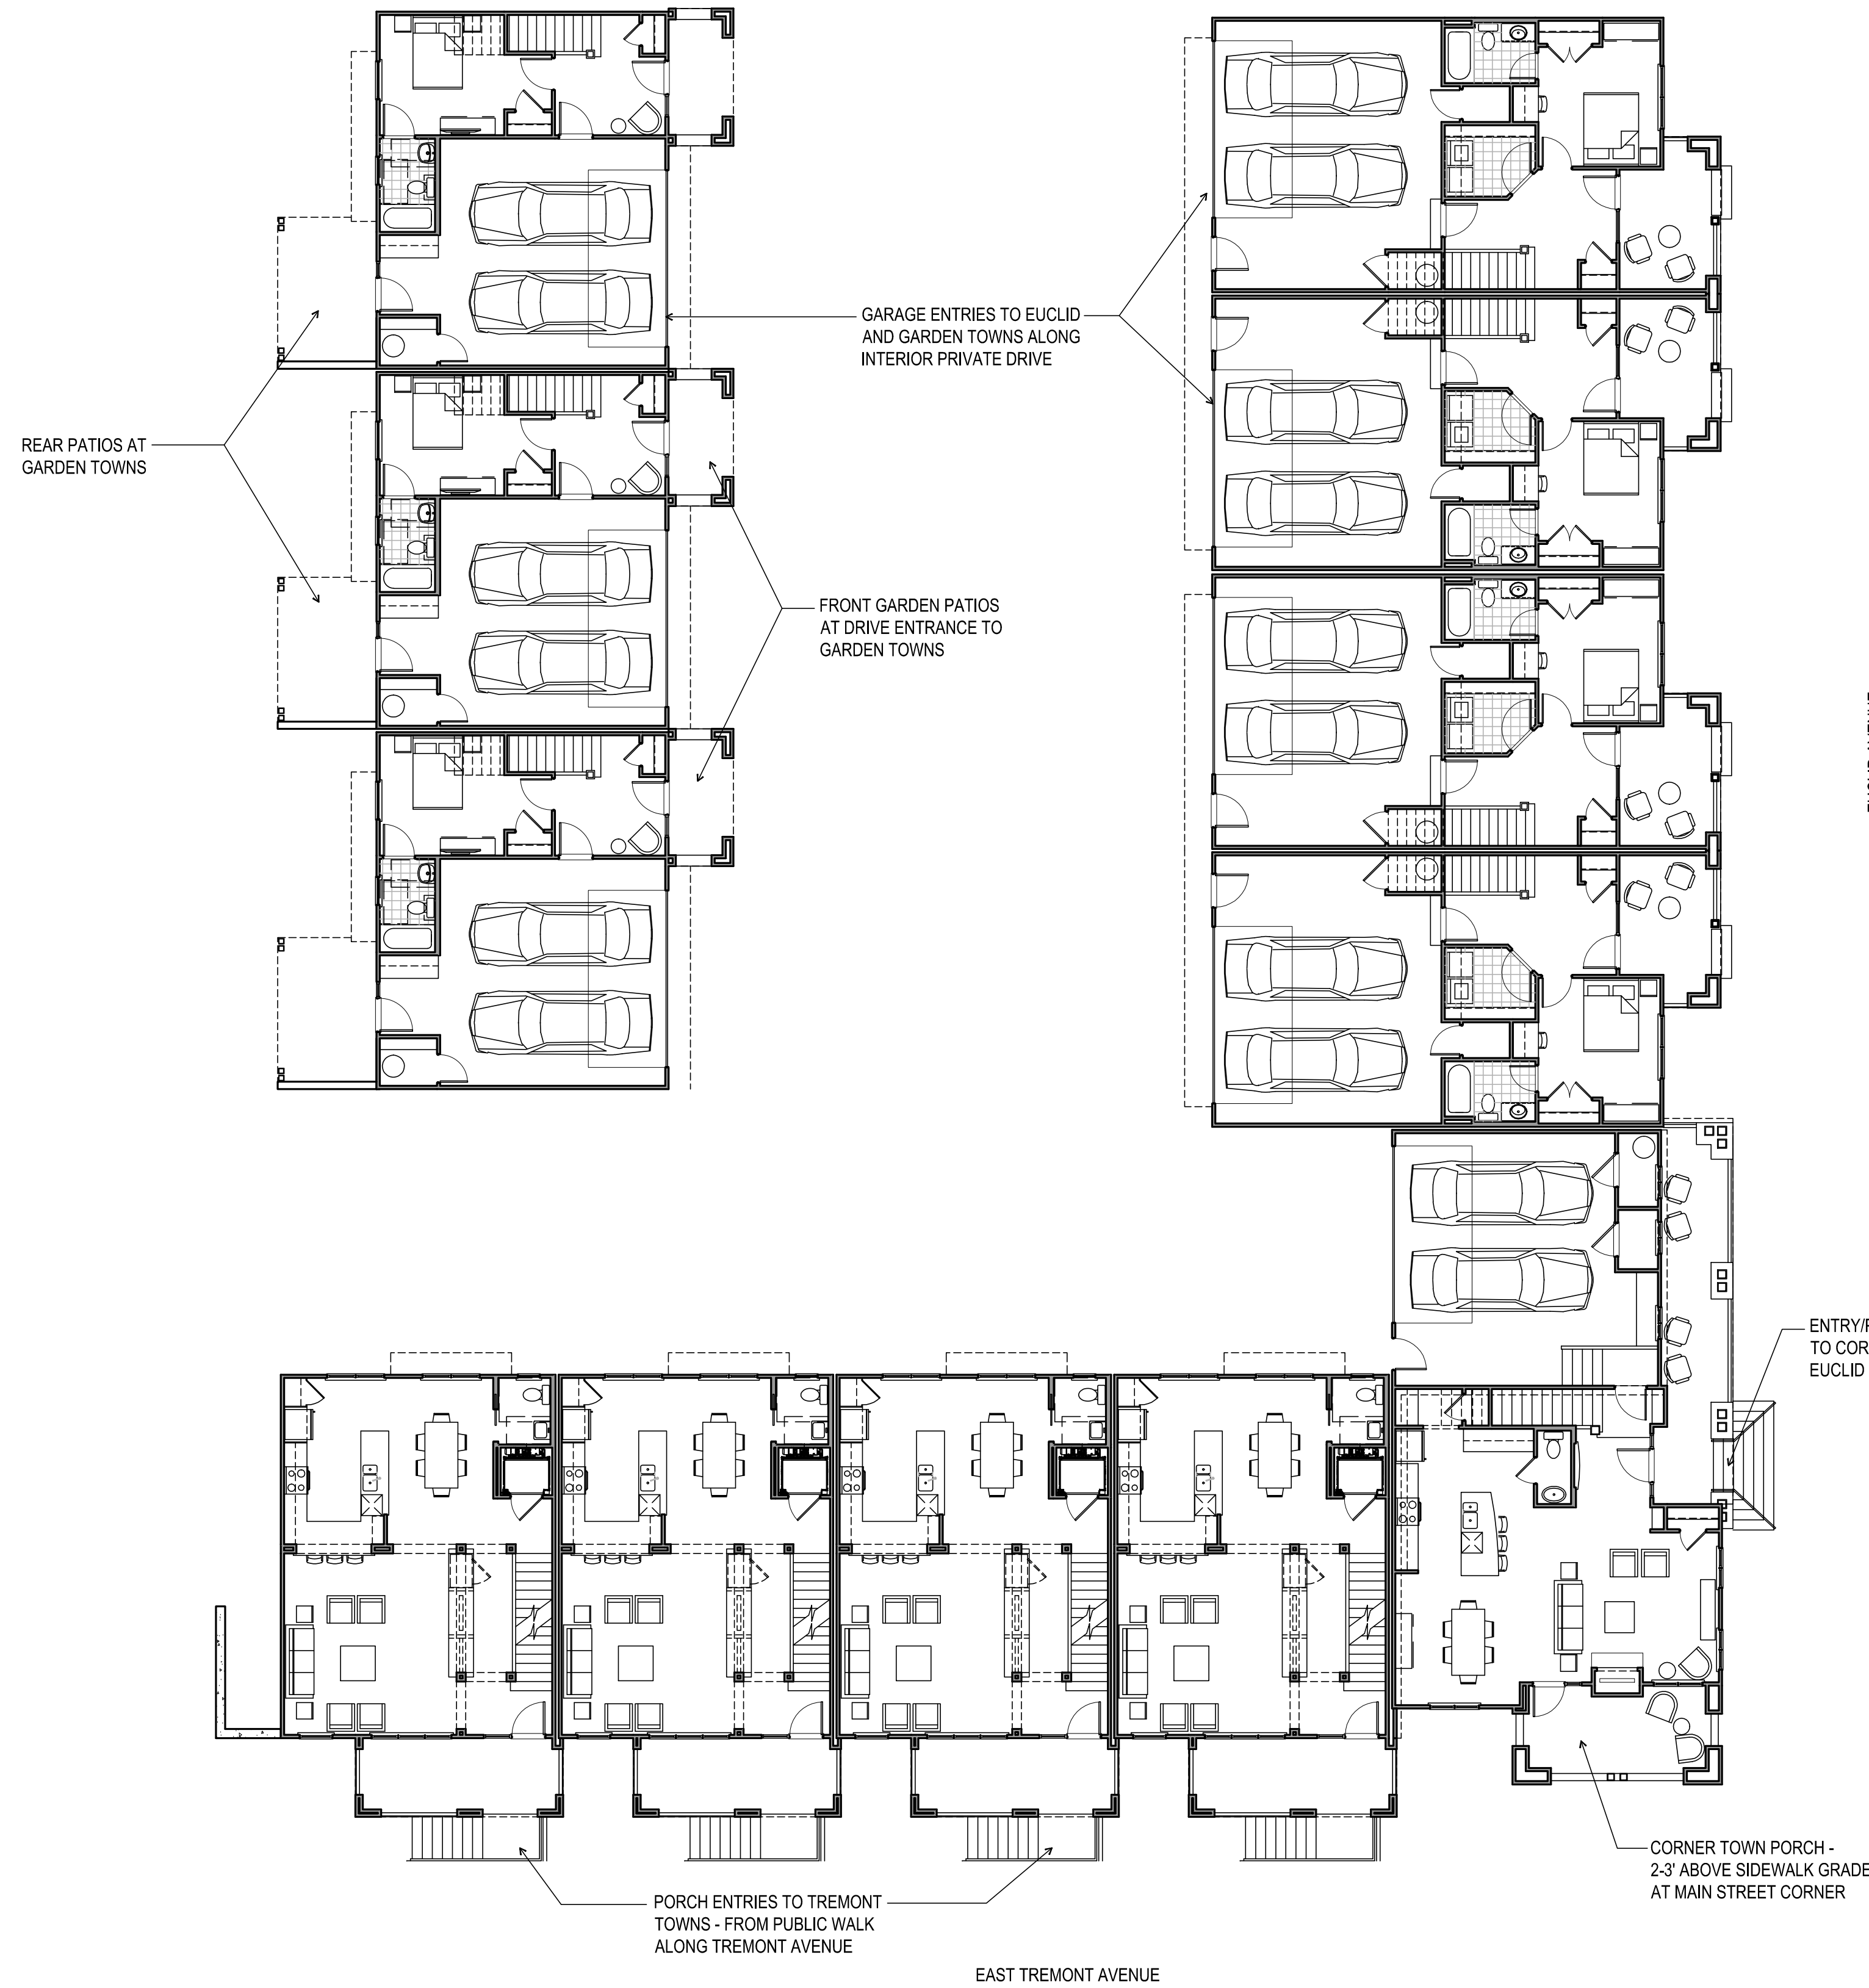 GARAGE ENTRIES TO EUCLID
AND GARDEN TOWNS ALONG
INTERIOR PRIVATE DRIVE
REAR PATIOS AT
GARDEN TOWNS
FRONT GARDEN PATIOS
AT DRIVE ENTRANCE TO
GARDEN TOWNS
ENTRY/
TO
EUCLID
CORNER TOWN PORCH -
2-3' ABOVE SIDEWALK GRADE
AT MAIN STREET CORNER
PORCH ENTRIES TO TREMONT
TOWNS - FROM PUBLIC WALK
ALONG TREMONT AVENUE
EAST TREMONT AVENUE